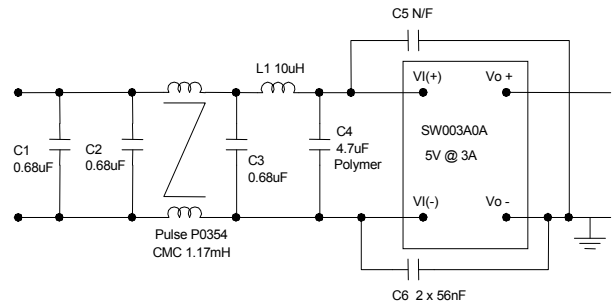 C5 N/F
L1 10uH
VI(+)
Vo +
C1
0.68uF
C2
0.68uF
C3
0.68uF
C4
4.7uF
Polymer
SW003A0A
5V @ 3A
VI(-)
Vo -
Pulse P0354
CMC 1.17mH
C6 2 x 56nF